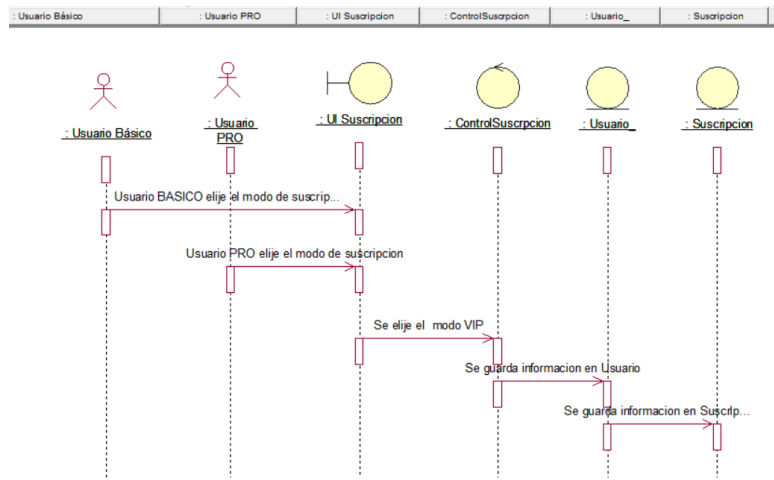 : Usuario Básico
: Usuario PRO
: UI Suscripcion
: ControlSuscrpcion
: Usuario_
: Suscripcion
: Usuario Básico
: Usuario
PRO
: UI Suscripcion
: ControlSuscrpcion
: Usuario_
: Suscripcion
Usuario BASICO elije el modo de suscrip...
Usuario PRO elije el modo de suscripcion
Se elije el modo VIP
Se guarda informacion en Usuario
Se guarda informacion en Suscrip...